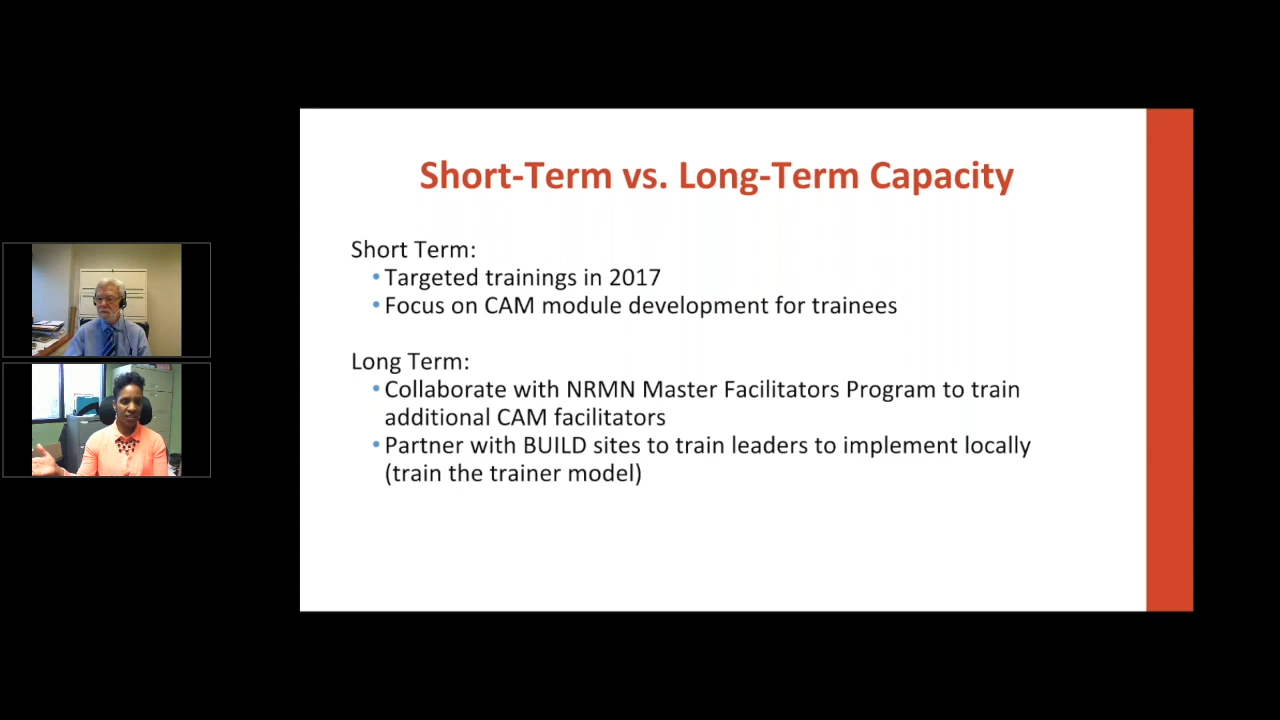 Short-Term vs. Long-Term Capacity
Short Term:
•Targeted trainings in 2017
•Focus on CAM module development for trainees
Long Term:
•Collaborate with NRMN Master Facilitators Program to train
additional CAM facilitators
•Partner with BUILD sites to train leaders to implement locally
(train the trainer model)